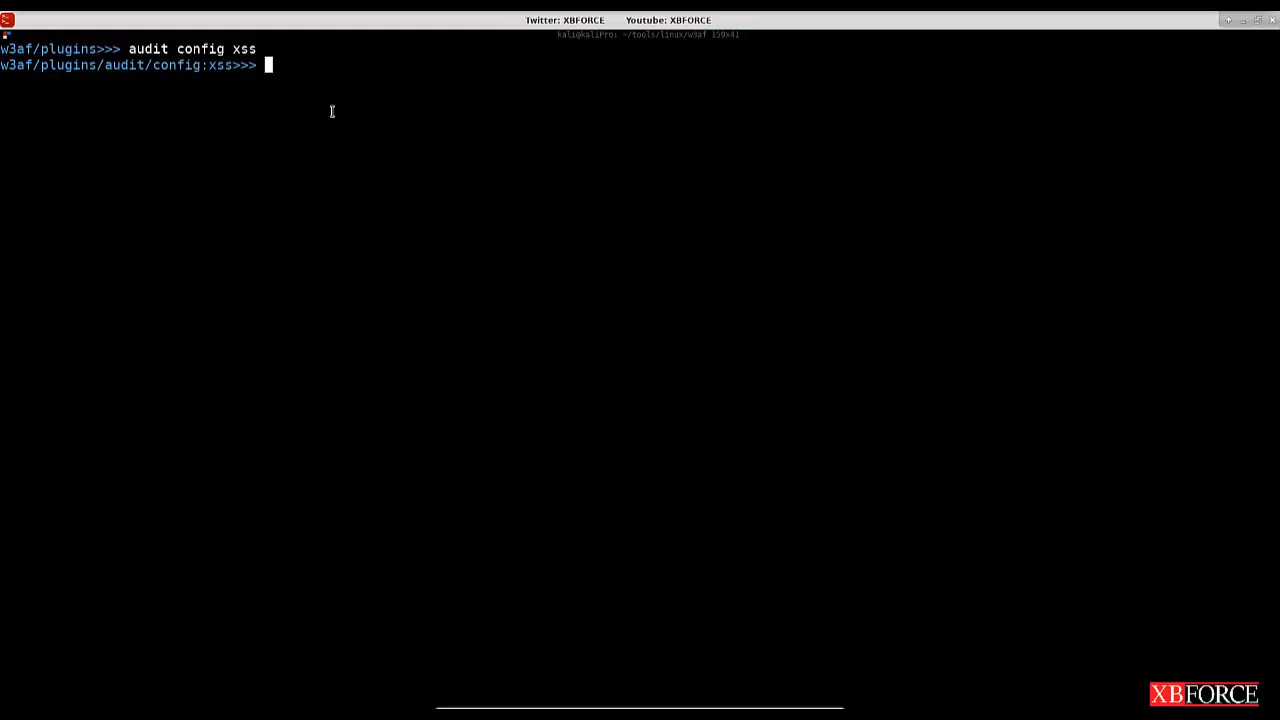 Twitter: XBFORCE Youtube: XBFORCE
kali@kaliPro: ~/tools/linux/w3af 159x41
w3af/plugins>>> audit config xss
w3af/plugins/audit/config:xss>>>
XBFORCE